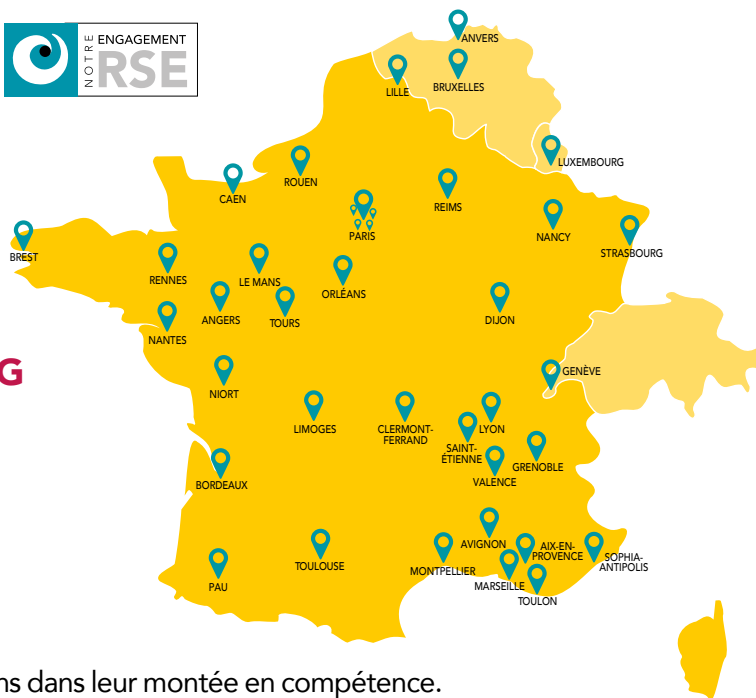 NOTRE
ENGAGEMENT
RSE
ANVERS
LILLE
BRUXELLES
LUXEMBOURG
CAEN
ROUEN
REIMS
PARIS
NANCY
STRASBOURG
BREST
RENNES
LE MANS
ORLÉANS
ANGERS
TOURS
DIJON
NANTES
G
GENÈVE
NIORT
LIMOGES
CLERMONT-
FERRAND
LYON
SAINT-
ÉTIENNE
GRENOBLE
VALENCE
BORDEAUX
AVIGNON
AIX-EN-
PROVENCE
SOPHIA-
ANTIPOLIS
TOULOUSE
MONTPELLIER
MARSEILLE
PAU
TOULON
ns dans leur montée en compétence.